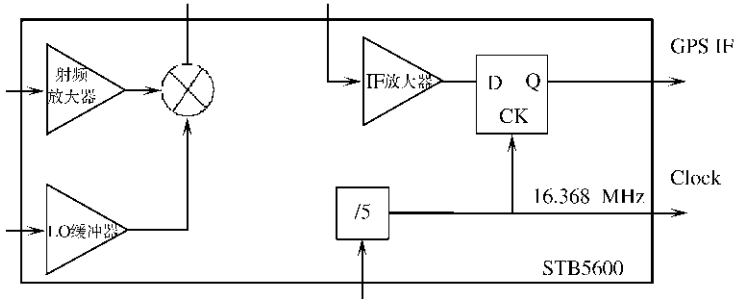 GPS IF
射频
放大器
IF放大器
D Q
CK
Clock
16.368 MHz
/5
LO缓冲器
STB5600